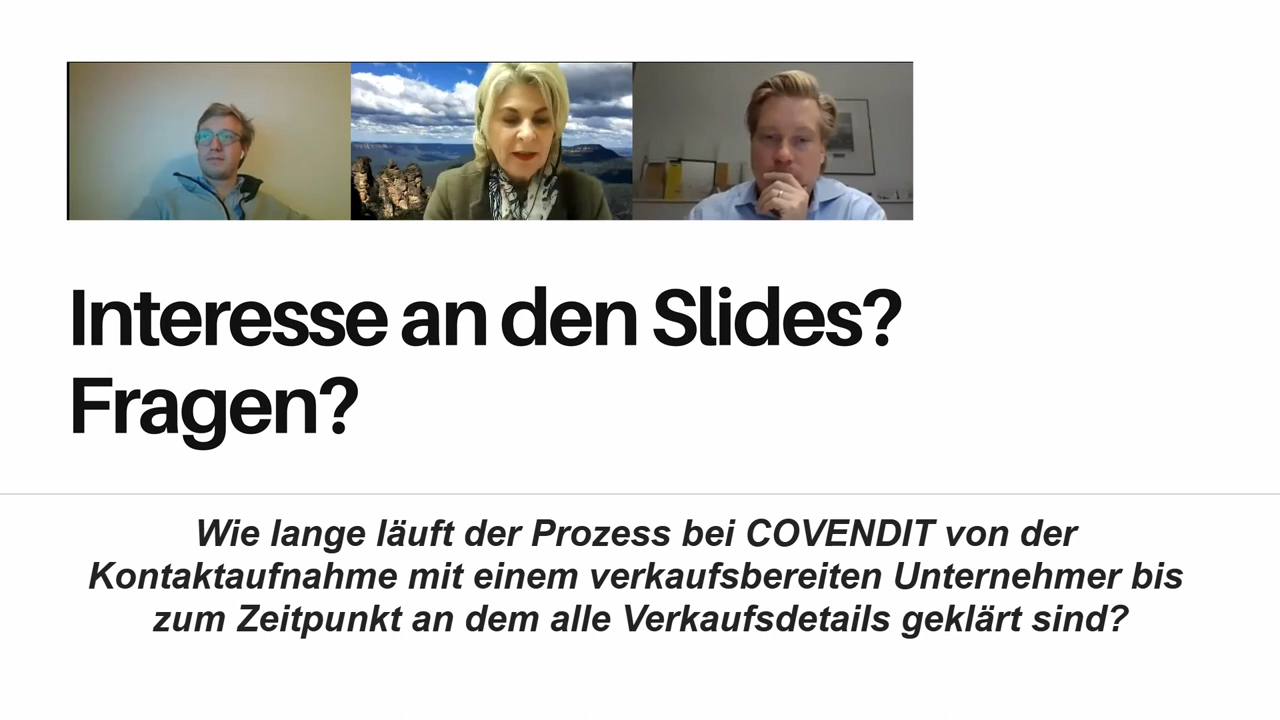 Interesse an den Slides?
Fragen?
Wie lange läuft der Prozess bei COVENDIT von der
Kontaktaufnahme mit einem verkaufsbereiten Unternehmer bis
zum Zeitpunkt an dem alle Verkaufsdetails geklärt sind?